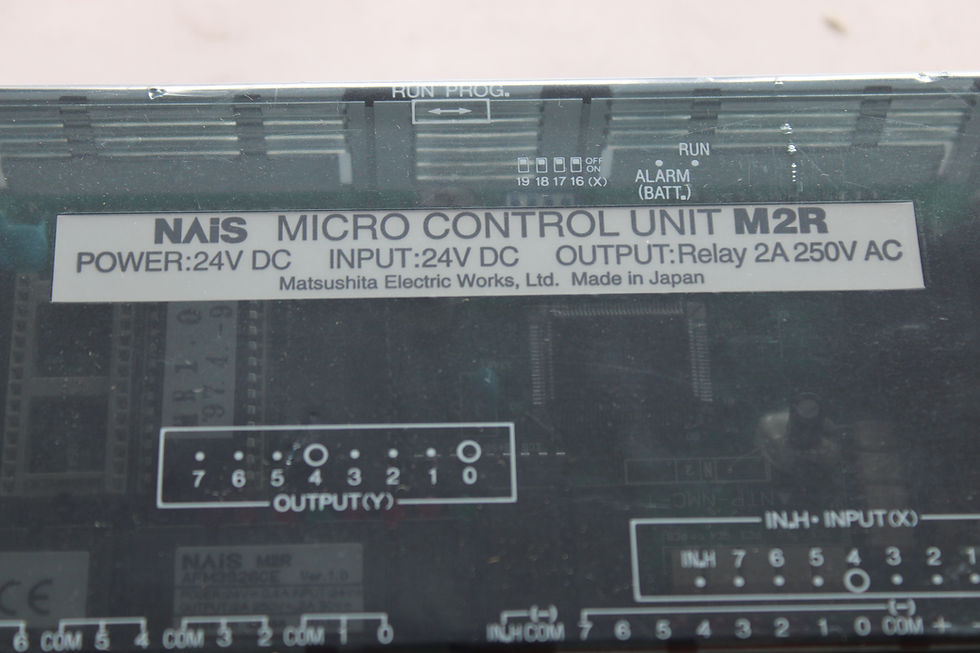 RUN PROG.
OFF
ON
19 18 17 16 (X)
RUN
ALARM
(BATT.)
NAiS MICRO CONTROL UNIT M2R
POWER:24V DC INPUT:24V DC OUTPUT:Relay 2A 250V AC
Matsushita Electric Works, Ltd. Made in Japan
7 6 5 4 3 2 1 0
OUTPUT(Y)
IN.H・INPUT(X)
IN.H 7 6 5 4 3 2 1
NAiS M2R
Ver.1.0
CE
6 COM 5 4 COM 3 2 COM 1 0
(–) (–)
IN.H COM 7 6 5 4 3 2 1 0 COM +